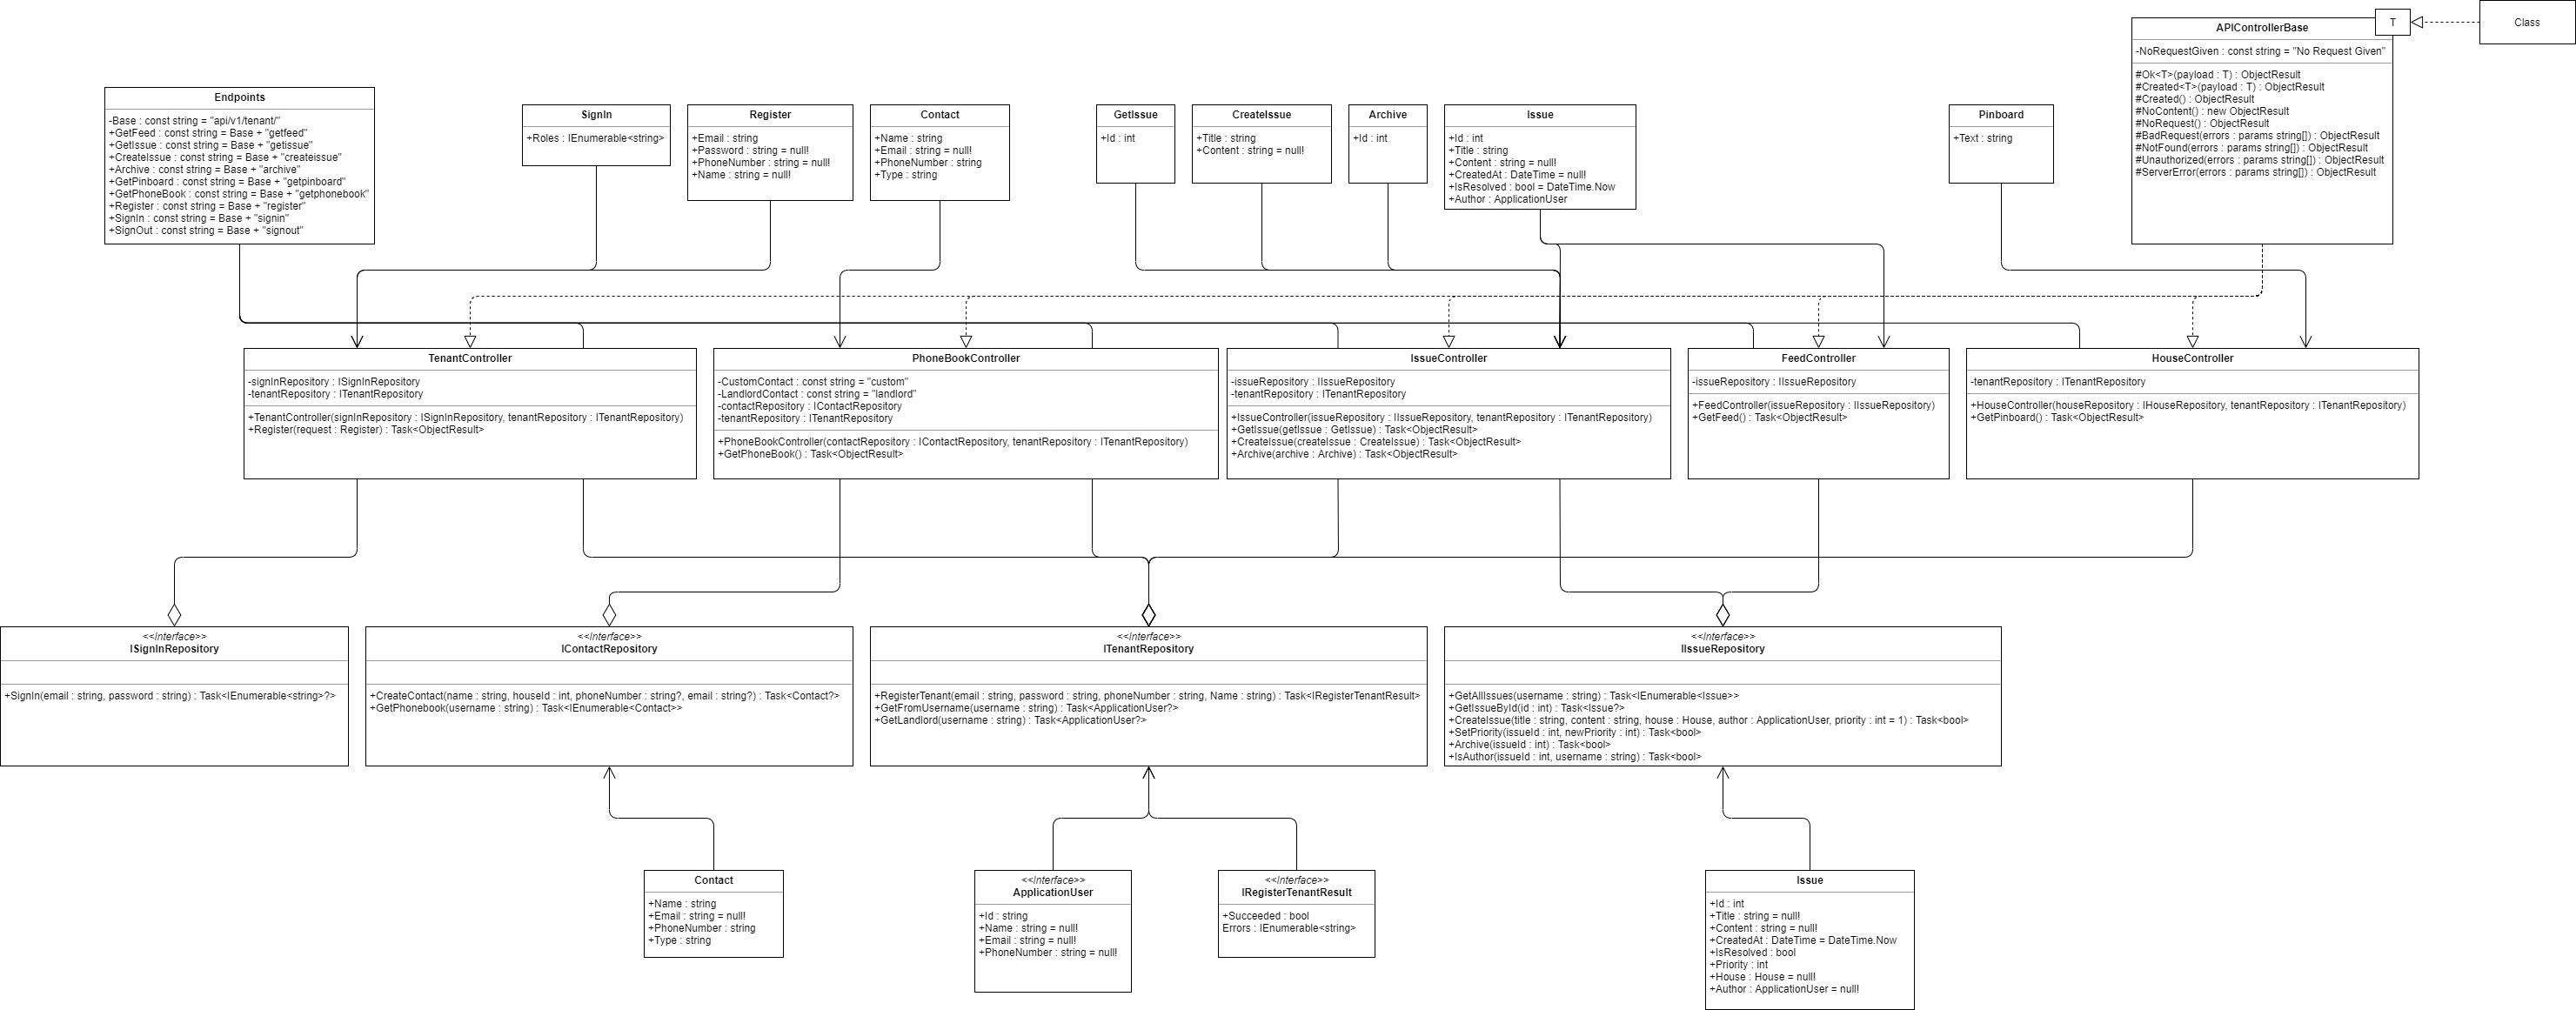 Class
T
APIControllerBase
-NoRequestGiven : const string = "No Request Given"
#Ok<T>(payload : T) : ObjectResult
#Created<T>(payload : T) : ObjectResult
#Created() : ObjectResult
#NoContent() : new ObjectResult
#NoRequest() : ObjectResult
#BadRequest(errors : params string[]) : ObjectResult
#NotFound(errors : params string[]) : ObjectResult
#Unauthorized(errors : params string[]) : ObjectResult
#ServerError(errors : params string[]) : ObjectResult
Endpoints
-Base : const string = "api/v1/tenant/"
+GetFeed : const string = Base + "getfeed"
+GetIssue : const string = Base + "getissue"
+CreateIssue : const string = Base + "createissue"
+Archive : const string = Base + "archive"
+GetPinboard : const string = Base + "getpinboard"
+GetPhoneBook : const string = Base + "getphonebook"
+Register : const string = Base + "register"
+SignIn : const string = Base + "signin"
+SignOut : const string = Base + "signout"
SignIn
+Roles : IEnumerable<string>
Register
+Email : string
+Password : string = null!
+PhoneNumber : string = null!
+Name : string = null!
Contact
+Name : string
+Email : string = null!
+PhoneNumber : string
+Type : string
GetIssue
+Id : int
CreateIssue
+Title : string
+Content : string = null!
Archive
+Id : int
Issue
+Id : int
+Title : string
+Content : string = null!
+CreatedAt : DateTime = null!
+IsResolved : bool = DateTime.Now
+Author : ApplicationUser
Pinboard
+Text : string
TenantController
-signInRepository : ISignInRepository
-tenantRepository : ITenantRepository
+TenantController(signInRepository : ISignInRepository, tenantRepository : ITenantRepository)
+Register(request : Register) : Task<ObjectResult>
PhoneBookController
-CustomContact : const string = "custom"
-LandlordContact : const string = "landlord"
-contactRepository : IContactRepository
-tenantRepository : ITenantRepository
+PhoneBookController(contactRepository : IContactRepository, tenantRepository : ITenantRepository)
+GetPhoneBook() : Task<ObjectResult>
IssueController
-issueRepository : IIssueRepository
-tenantRepository : ITenantRepository
+IssueController(issueRepository : IIssueRepository, tenantRepository : ITenantRepository)
+GetIssue(getIssue : GetIssue) : Task<ObjectResult>
+CreateIssue(createIssue : CreateIssue) : Task<ObjectResult>
+Archive(archive : Archive) : Task<ObjectResult>
FeedController
-issueRepository : IIssueRepository
+FeedController(issueRepository : IIssueRepository)
+GetFeed() : Task<ObjectResult>
HouseController
-tenantRepository : ITenantRepository
+HouseController(houseRepository : IHouseRepository, tenantRepository : ITenantRepository)
+GetPinboard() : Task<ObjectResult>
<<Interface>>
ISignInRepository
+SignIn(email : string, password : string) : Task<IEnumerable<string>?>
<<Interface>>
IContactRepository
+CreateContact(name : string, houseId : int, phoneNumber : string?, email : string?) : Task<Contact?>
+GetPhonebook(username : string) : Task<IEnumerable<Contact>>
<<Interface>>
ITenantRepository
+RegisterTenant(email : string, password : string, phoneNumber : string, Name : string) : Task<IRegisterTenantResult>
+GetFromUsername(username : string) : Task<ApplicationUser?>
+GetLandlord(username : string) : Task<ApplicationUser?>
<<Interface>>
IIssueRepository
+GetAllIssues(username : string) : Task<IEnumerable<Issue>>
+GetIssueById(id : int) : Task<Issue?>
+CreateIssue(title : string, content : string, house : House, author : ApplicationUser, priority : int = 1) : Task<bool>
+SetPriority(issueId : int, newPriority : int) : Task<bool>
+Archive(issueId : int) : Task<bool>
+IsAuthor(issueId : int, username : string) : Task<bool>
Contact
+Name : string
+Email : string = null!
+PhoneNumber : string
+Type : string
<<Interface>>
ApplicationUser
+Id : string
+Name : string = null!
+Email : string = null!
+PhoneNumber : string = null!
<<Interface>>
IRegisterTenantResult
+Succeeded : bool
Errors : IEnumerable<string>
Issue
+Id : int
+Title : string = null!
+Content : string = null!
+CreatedAt : DateTime = DateTime.Now
+IsResolved : bool
+Priority : int
+House : House = null!
+Author : ApplicationUser = null!